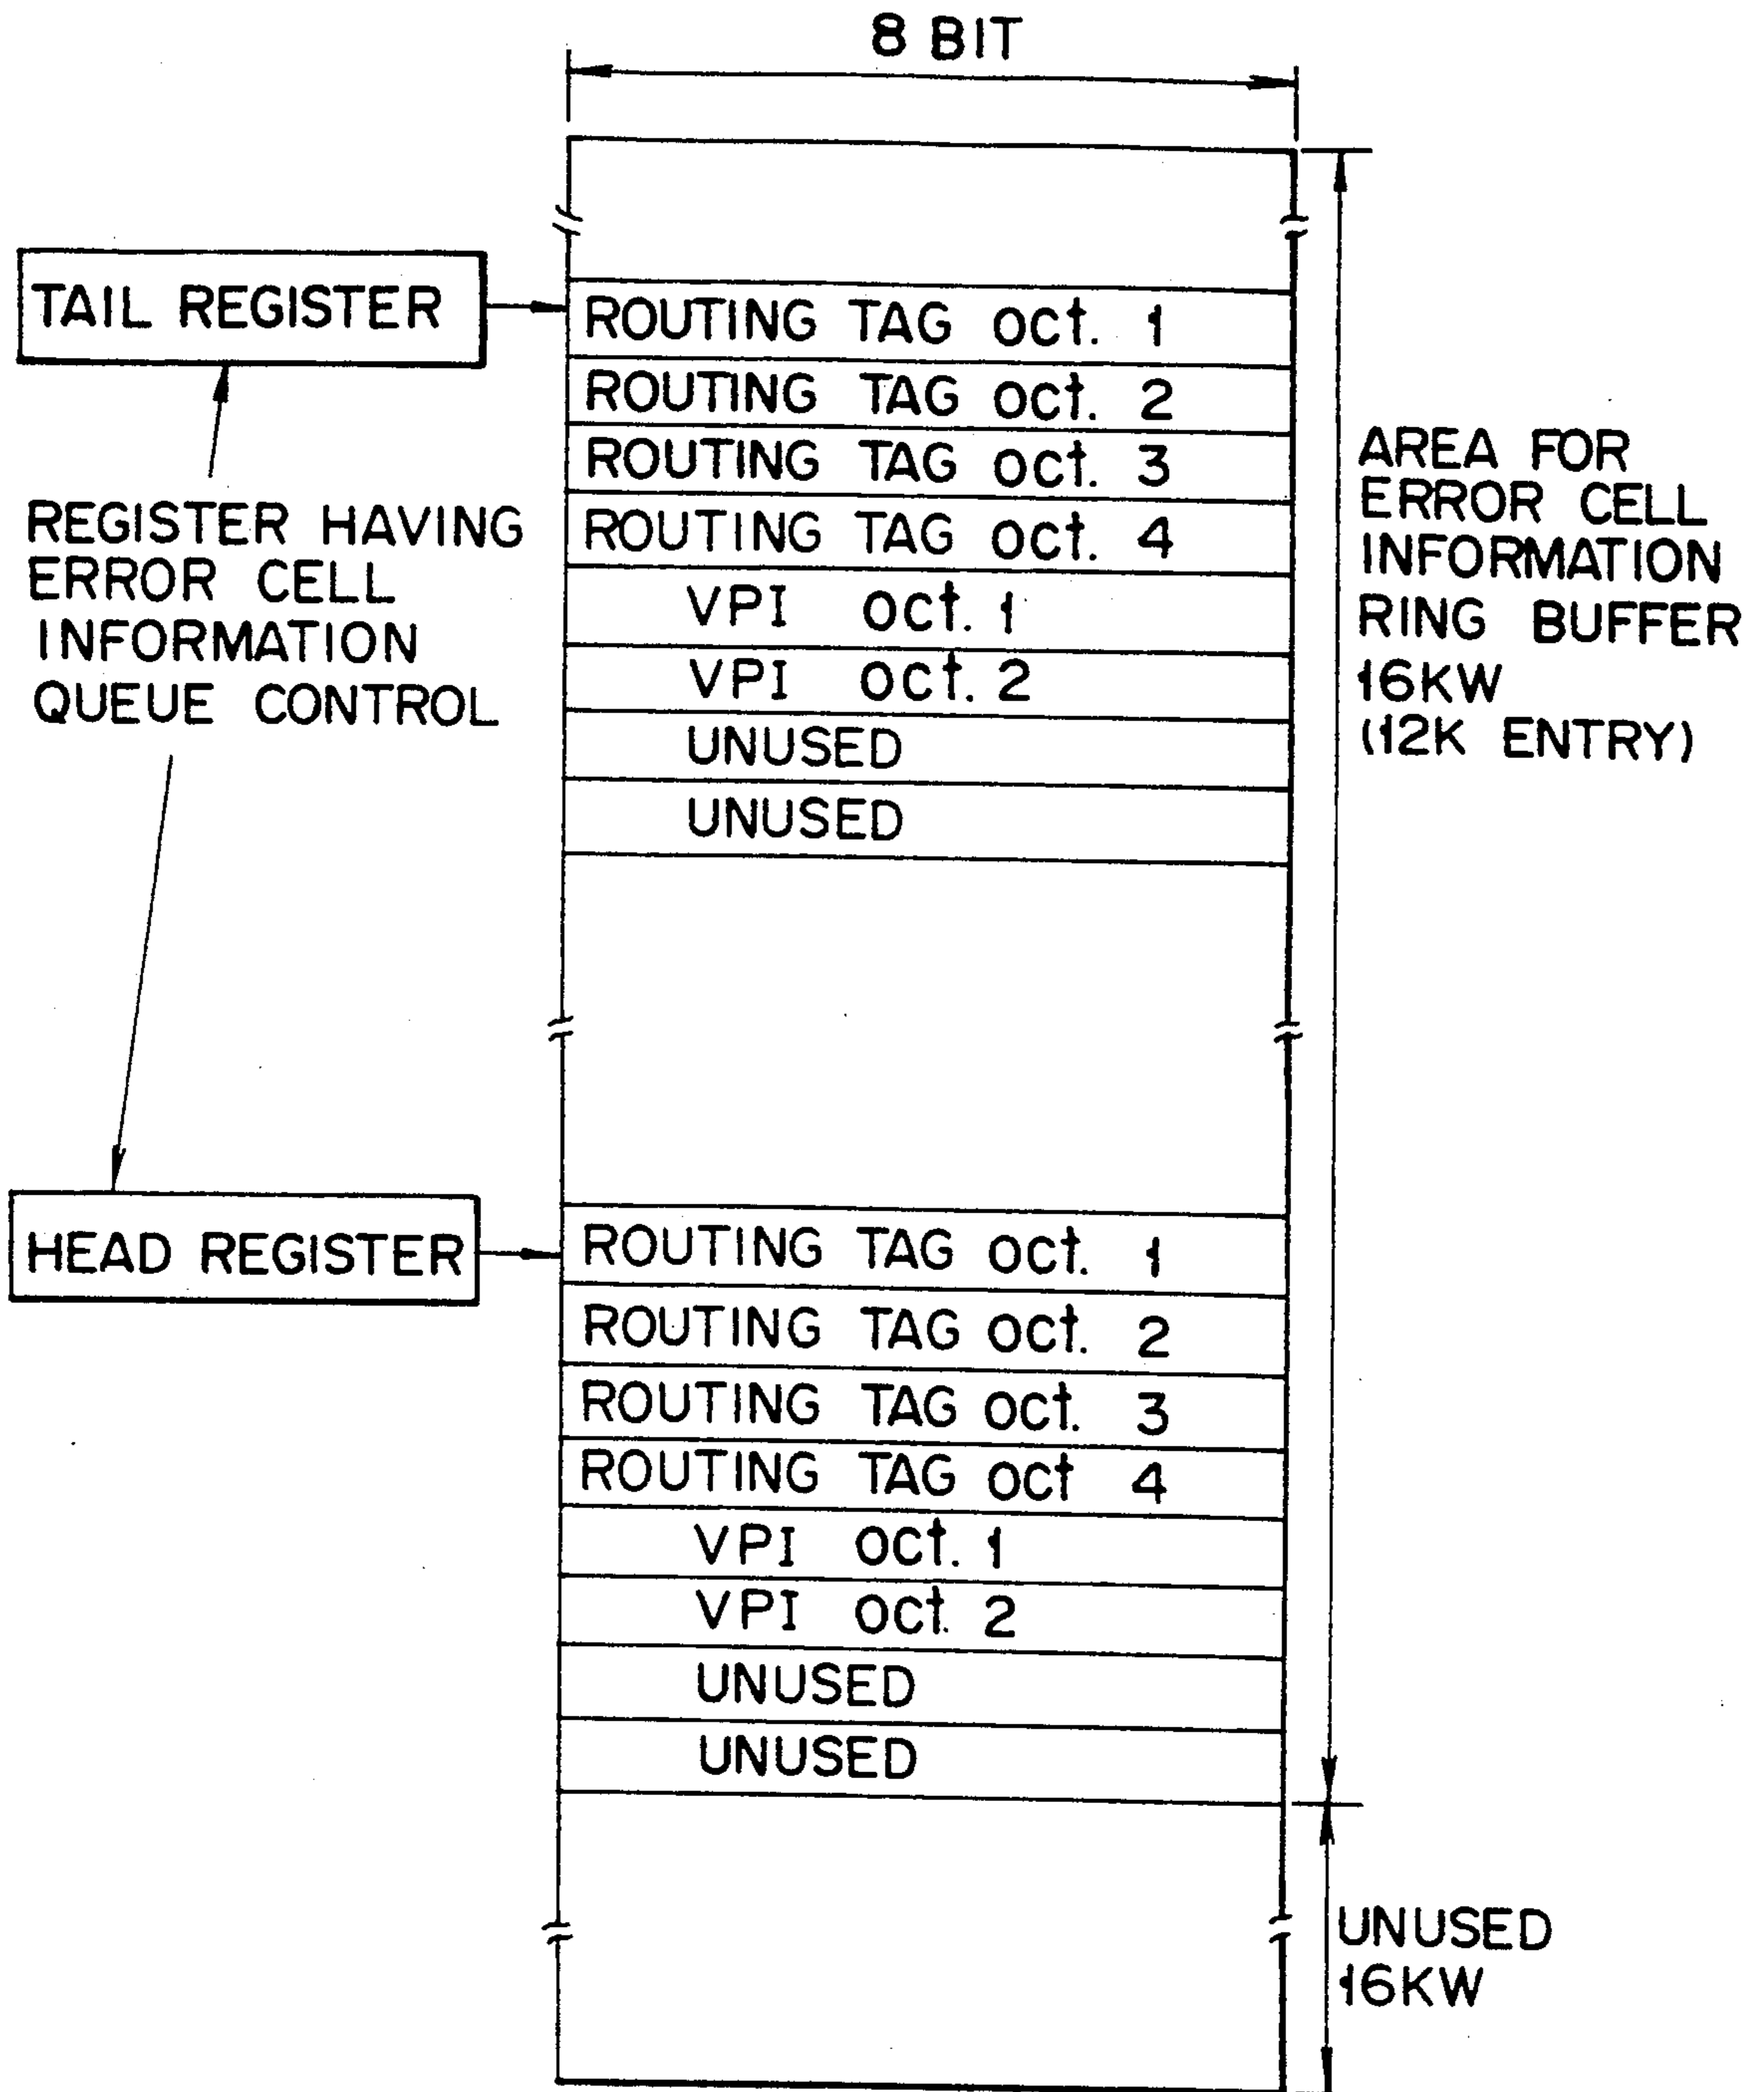 8 BIT
TAIL REGISTER
ROUTING TAG oct. 1
ROUTING TAG oct. 2
ROUTING TAG oct. 3
ROUTING TAG oct. 4
VPI oct. 1
VPI oct. 2
UNUSED
UNUSED
REGISTER HAVING
ERROR CELL
INFORMATION
QUEUE CONTROL
AREA FOR
ERROR CELL
INFORMATION
RING BUFFER
16KW
(12K ENTRY)
HEAD REGISTER
ROUTING TAG oct. 1
ROUTING TAG oct. 2
ROUTING TAG oct. 3
ROUTING TAG oct 4
VPI oct. 1
VPI oct. 2
UNUSED
UNUSED
UNUSED
16KW